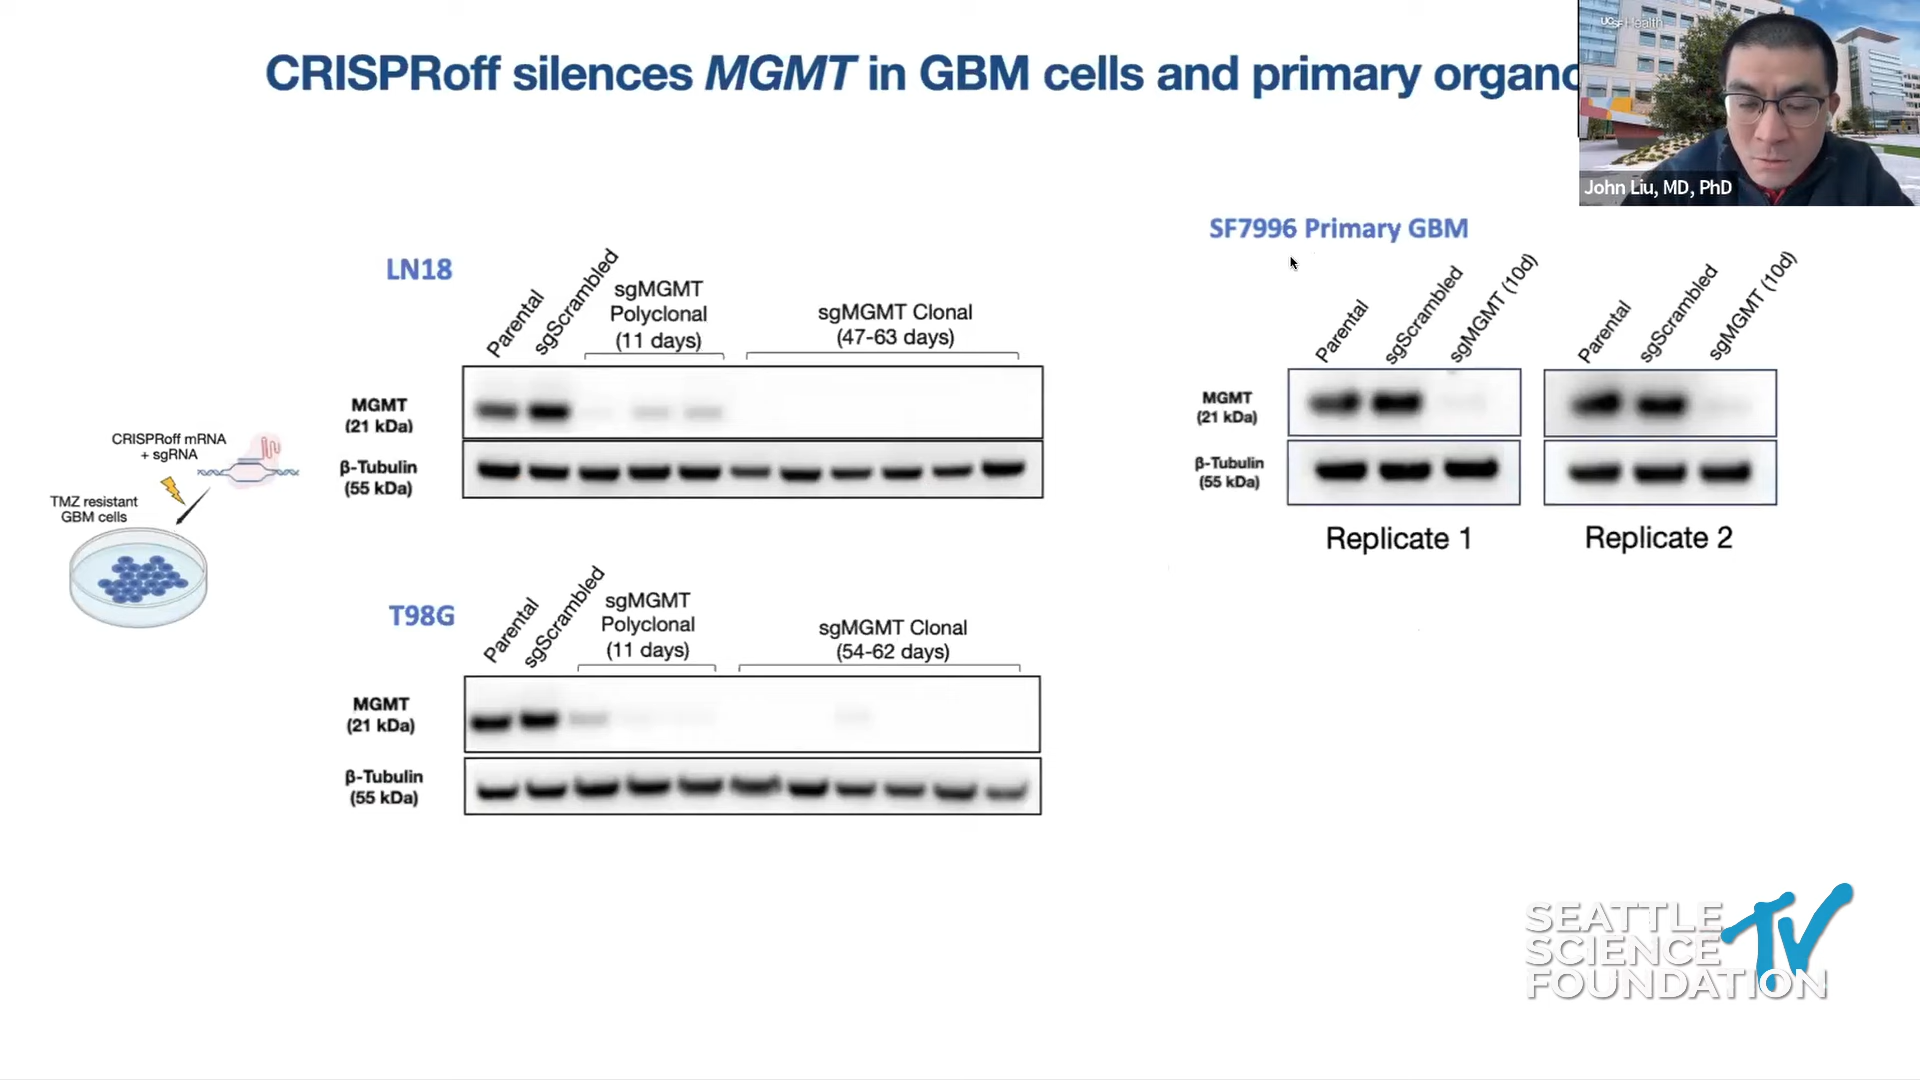 CRISPRoff silences MGMT in GBM cells and primary organo
UCSF Health
John Liu, MD, PhD
LN18
Parental
sgScrambled
sgMGMT
Polyclonal
(11 days)
sgMGMT Clonal
(47-63 days)
MGMT
(21 kDa)
β-Tubulin
(55 kDa)
CRISPRoff mRNA
+ sgRNA
TMZ resistant
GBM cells
T98G
Parental
sgScrambled
sgMGMT
Polyclonal
(11 days)
sgMGMT Clonal
(54-62 days)
MGMT
(21 kDa)
β-Tubulin
(55 kDa)
SF7996 Primary GBM
Parental
sgScrambled
sgMGMT (10d)
Parental
sgScrambled
sgMGMT (10d)
MGMT
(21 kDa)
β-Tubulin
(55 kDa)
Replicate 1
Replicate 2
SEATTLE
SCIENCE
FOUNDATION
TV